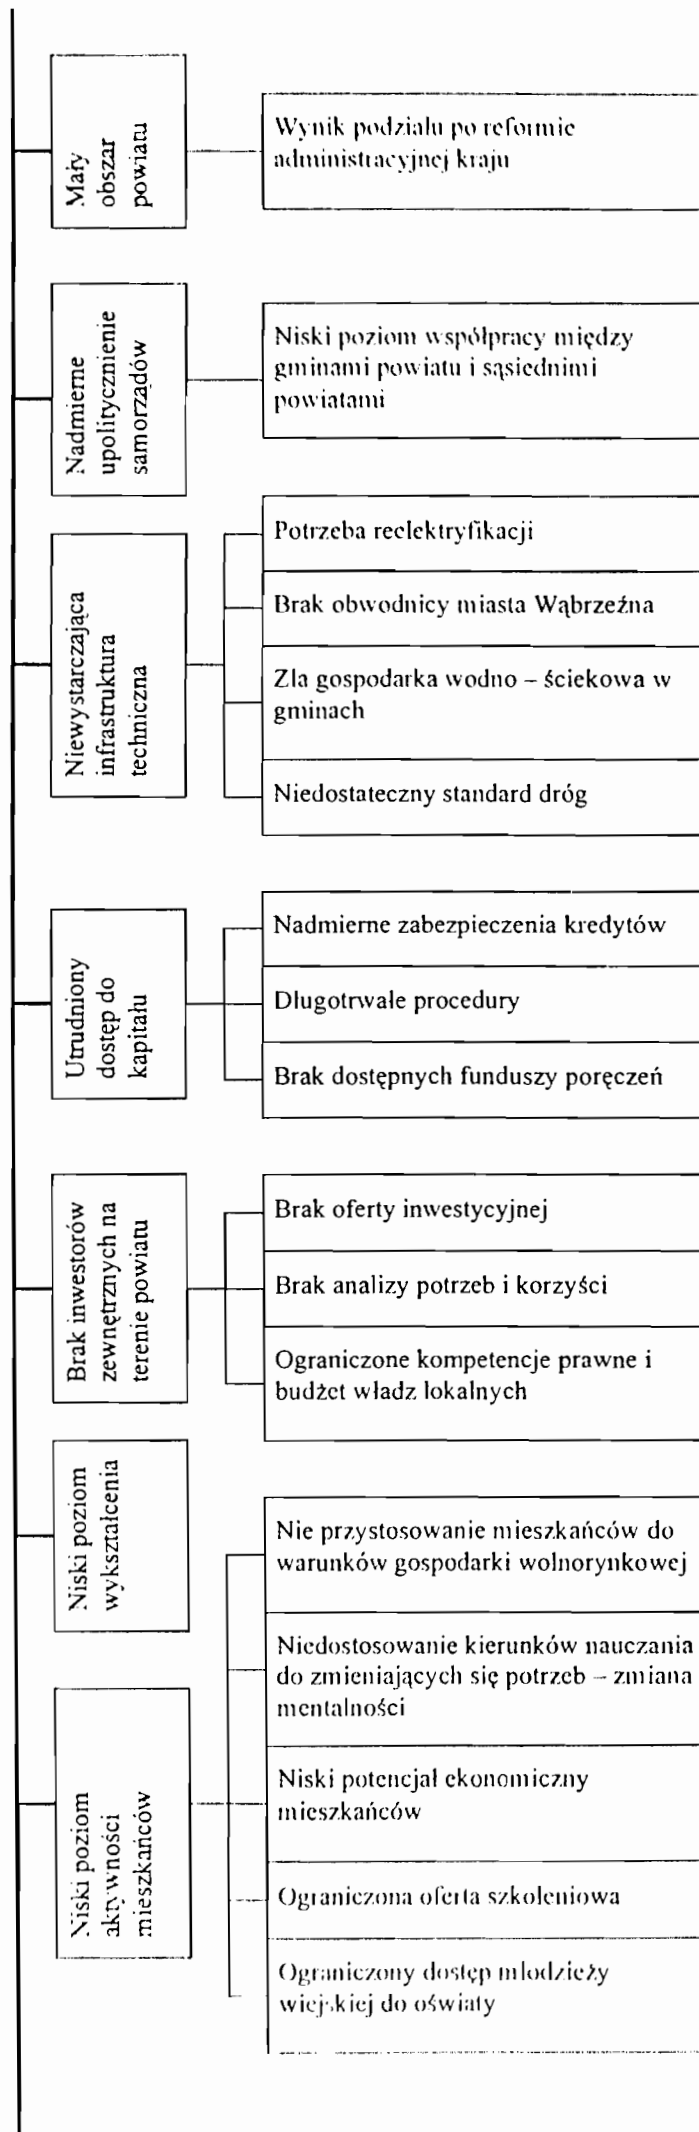 Mały
obszar
powiatu
Wynik podziału po reformie
administracyjnej kraju
Nadmierne
upolitycznienie
samorządów
Niski poziom współpracy między
gminami powiatu i sąsiednimi
powiatami
Niewystarczająca
infrastruktura
techniczna
Potrzeba reelektryfikacji
Brak obwodnicy miasta Wąbrzeźna
Zła gospodarka wodno – ściekowa w
gminach
Niedostateczny standard dróg
Utrudniony
dostęp do
kapitału
Nadmierne zabezpieczenia kredytów
Długotrwałe procedury
Brak dostępnych funduszy poręczeń
Brak inwestorów
zewnętrznych na
terenie powiatu
Brak oferty inwestycyjnej
Brak analizy potrzeb i korzyści
Ograniczone kompetencje prawne i
budżet władz lokalnych
Niski poziom
wykształcenia
Niski poziom
aktywności
mieszkańców
Nie przystosowanie mieszkańców do
warunków gospodarki wolnorynkowej
Niedostosowanie kierunków nauczania
do zmieniających się potrzeb – zmiana
mentalności
Niski potencjał ekonomiczny
mieszkańców
Ograniczona oferta szkoleniowa
Ograniczony dostęp młodzieży
wiejskiej do oświaty